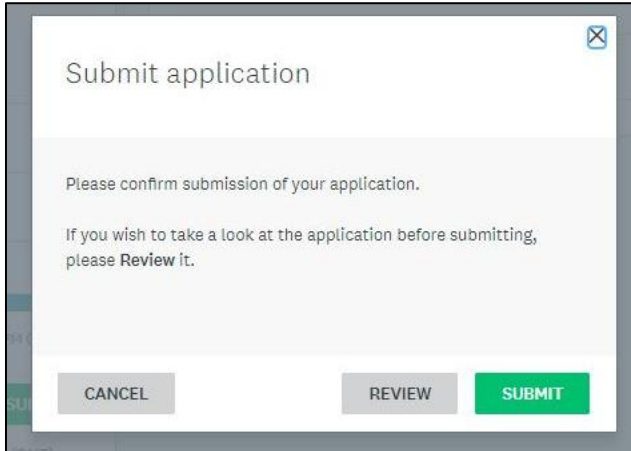 Submit application
Please confirm submission of your application.
If you wish to take a look at the application before submitting,
please Review it.
CANCEL
REVIEW
SUBMIT